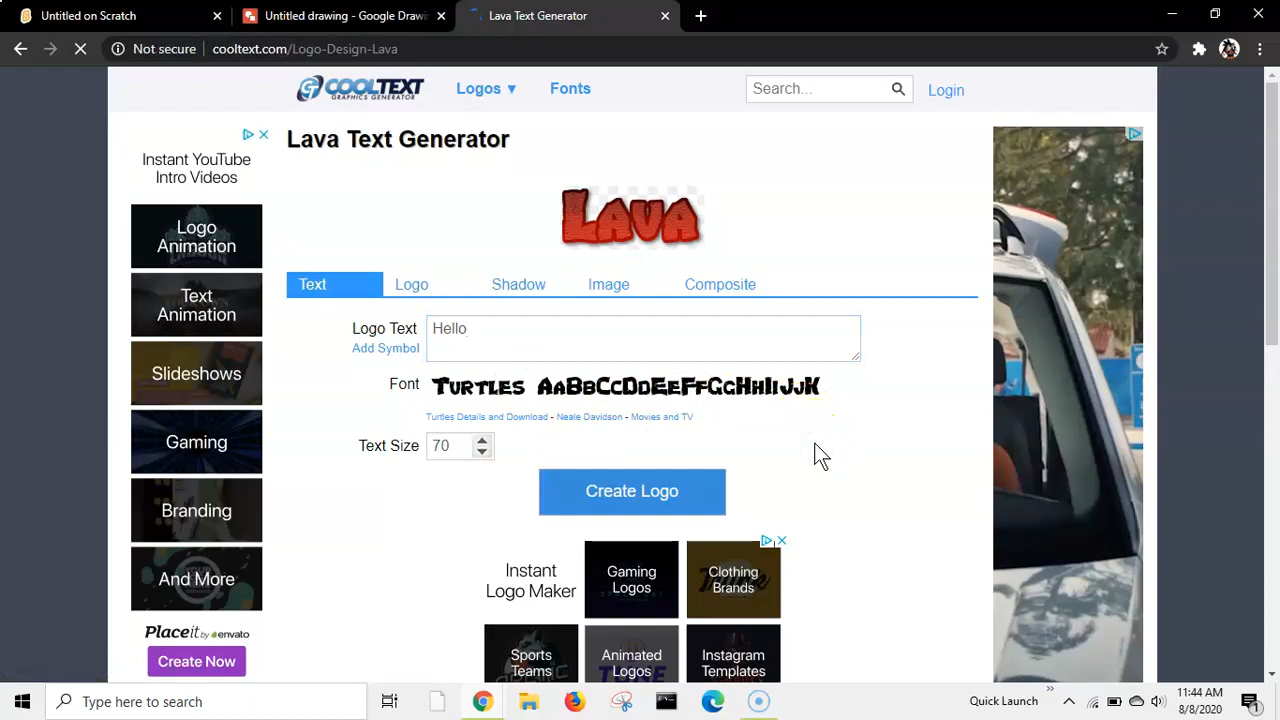 Untitled on Scratch
Untitled drawing - Google Drawi
Lava Text Generator
Not secure cooltext.com/Logo-Design-Lava
COOLTEXT
GRAPHICS GENERATOR
Logos ▼
Fonts
Search...
Login
Lava Text Generator
Instant YouTube
Intro Videos
Logo
Animation
Text
Animation
Slideshows
Gaming
Branding
And More
Placeit by envato
Create Now
Lava
Text Logo Shadow Image Composite
Logo Text Hello
Add Symbol
Font Turtles AaBbCcDdEeFfGgHhIiJjK
Turtles Details and Download - Neale Davidson - Movies and TV
Text Size 70
Create Logo
Instant
Logo Maker
Gaming
Logos
Clothing
Brands
Sports
Teams
Animated
Logos
Instagram
Templates
Type here to search
Quick Launch
11:44 AM
8/8/2020
1